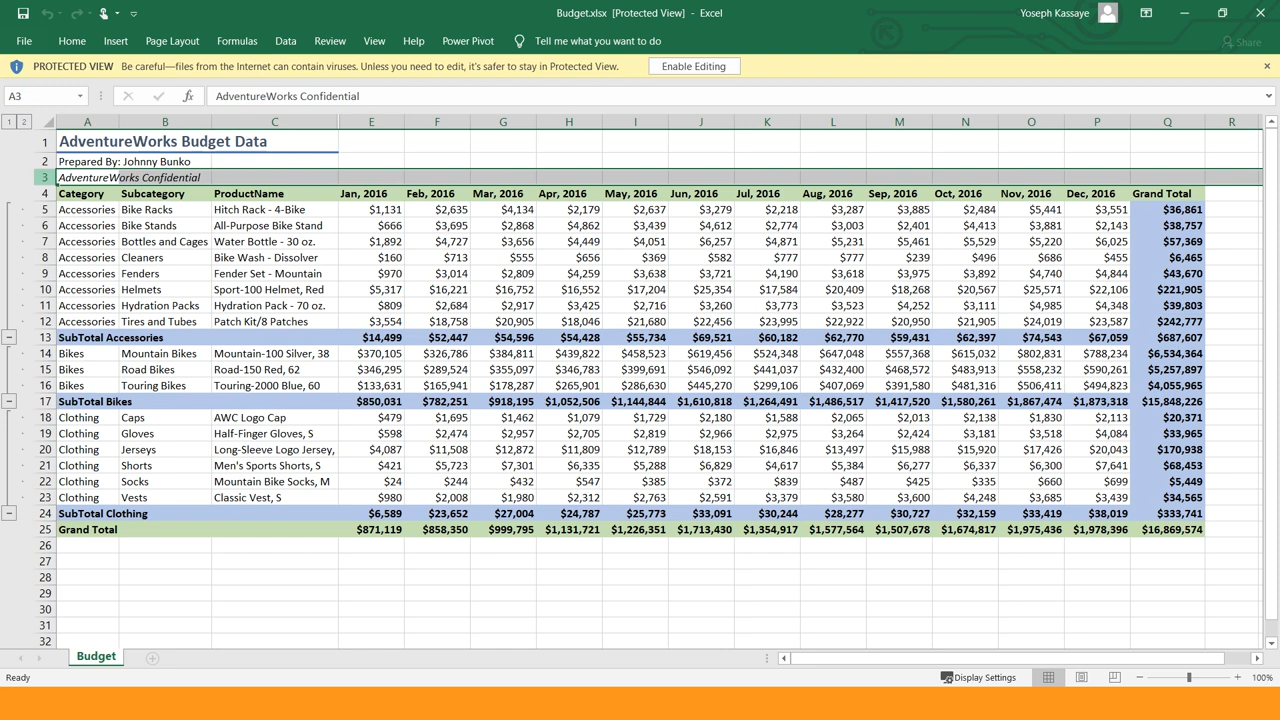 Budget.xlsx [Protected View] - Excel
Yoseph Kassaye
File Home Insert Page Layout Formulas Data Review View Help Power Pivot Tell me what you want to do Share
PROTECTED VIEW Be careful—files from the Internet can contain viruses. Unless you need to edit, it's safer to stay in Protected View. Enable Editing
A3 fx AdventureWorks Confidential
1 2 A B C E F G H I J K L M N O P Q R
1 AdventureWorks Budget Data
2 Prepared By: Johnny Bunko
3 AdventureWorks Confidential
4 Category Subcategory ProductName Jan, 2016 Feb, 2016 Mar, 2016 Apr, 2016 May, 2016 Jun, 2016 Jul, 2016 Aug, 2016 Sep, 2016 Oct, 2016 Nov, 2016 Dec, 2016 Grand Total
5 Accessories Bike Racks Hitch Rack - 4-Bike $1,131 $2,635 $4,134 $2,179 $2,637 $3,279 $2,218 $3,287 $3,885 $2,484 $5,441 $3,551 $36,861
6 Accessories Bike Stands All-Purpose Bike Stand $666 $3,695 $2,868 $4,862 $3,439 $4,612 $2,774 $3,003 $2,401 $4,413 $3,881 $2,143 $38,757
7 Accessories Bottles and Cages Water Bottle - 30 oz. $1,892 $4,727 $3,656 $4,449 $4,051 $6,257 $4,871 $5,231 $5,461 $5,529 $5,220 $6,025 $57,369
8 Accessories Cleaners Bike Wash - Dissolver $160 $713 $555 $656 $369 $582 $777 $777 $239 $496 $686 $455 $6,465
9 Accessories Fenders Fender Set - Mountain $970 $3,014 $2,809 $4,259 $3,638 $3,721 $4,190 $3,618 $3,975 $3,892 $4,740 $4,844 $43,670
10 Accessories Helmets Sport-100 Helmet, Red $5,317 $16,221 $16,752 $16,552 $17,204 $25,354 $17,584 $20,409 $18,268 $20,567 $25,571 $22,106 $221,905
11 Accessories Hydration Packs Hydration Pack - 70 oz. $809 $2,684 $2,917 $3,425 $2,716 $3,260 $3,773 $3,523 $4,252 $3,111 $4,985 $4,348 $39,803
12 Accessories Tires and Tubes Patch Kit/8 Patches $3,554 $18,758 $20,905 $18,046 $21,680 $22,456 $23,995 $22,922 $20,950 $21,905 $24,019 $23,587 $242,777
13 SubTotal Accessories $14,499 $52,447 $54,596 $54,428 $55,734 $69,521 $60,182 $62,770 $59,431 $62,397 $74,543 $67,059 $687,607
14 Bikes Mountain Bikes Mountain-100 Silver, 38 $370,105 $326,786 $384,811 $439,822 $458,523 $619,456 $524,348 $647,048 $557,368 $615,032 $802,831 $788,234 $6,534,364
15 Bikes Road Bikes Road-150 Red, 62 $346,295 $289,524 $355,097 $346,783 $399,691 $546,092 $441,037 $432,400 $468,572 $483,913 $558,232 $590,261 $5,257,897
16 Bikes Touring Bikes Touring-2000 Blue, 60 $133,631 $165,941 $178,287 $265,901 $286,630 $445,270 $299,106 $407,069 $391,580 $481,316 $506,411 $494,823 $4,055,965
17 SubTotal Bikes $850,031 $782,251 $918,195 $1,052,506 $1,144,844 $1,610,818 $1,264,491 $1,486,517 $1,417,520 $1,580,261 $1,867,474 $1,873,318 $15,848,226
18 Clothing Caps AWC Logo Cap $479 $1,695 $1,462 $1,079 $1,729 $2,180 $1,588 $2,065 $2,013 $2,138 $1,830 $2,113 $20,371
19 Clothing Gloves Half-Finger Gloves, S $598 $2,474 $2,957 $2,705 $2,819 $2,966 $2,975 $3,264 $2,424 $3,181 $3,518 $4,084 $33,965
20 Clothing Jerseys Long-Sleeve Logo Jersey, $4,087 $11,508 $12,872 $11,809 $12,789 $18,153 $16,846 $13,497 $15,988 $15,920 $17,426 $20,043 $170,938
21 Clothing Shorts Men's Sports Shorts, S $421 $5,723 $7,301 $6,335 $5,288 $6,829 $4,617 $5,384 $6,277 $6,337 $6,300 $7,641 $68,453
22 Clothing Socks Mountain Bike Socks, M $24 $244 $432 $547 $385 $372 $839 $487 $425 $335 $660 $699 $5,449
23 Clothing Vests Classic Vest, S $980 $2,008 $1,980 $2,312 $2,763 $2,591 $3,379 $3,580 $3,600 $4,248 $3,685 $3,439 $34,565
24 SubTotal Clothing $6,589 $23,652 $27,004 $24,787 $25,773 $33,091 $30,244 $28,277 $30,727 $32,159 $33,419 $38,019 $333,741
25 Grand Total $871,119 $858,350 $999,795 $1,131,721 $1,226,351 $1,713,430 $1,354,917 $1,577,564 $1,507,678 $1,674,817 $1,975,436 $1,978,396 $16,869,574
26
27
28
29
30
31
32
Budget
Ready Display Settings 100%